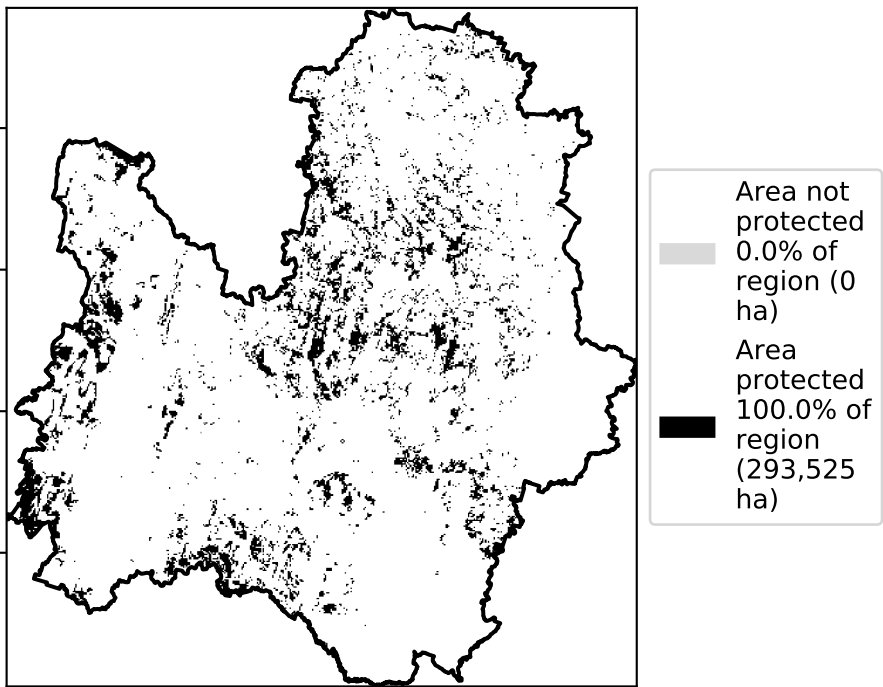 Area not
protected
0.0% of
region (0
ha)
Area
protected
100.0% of
region
(293,525
ha)